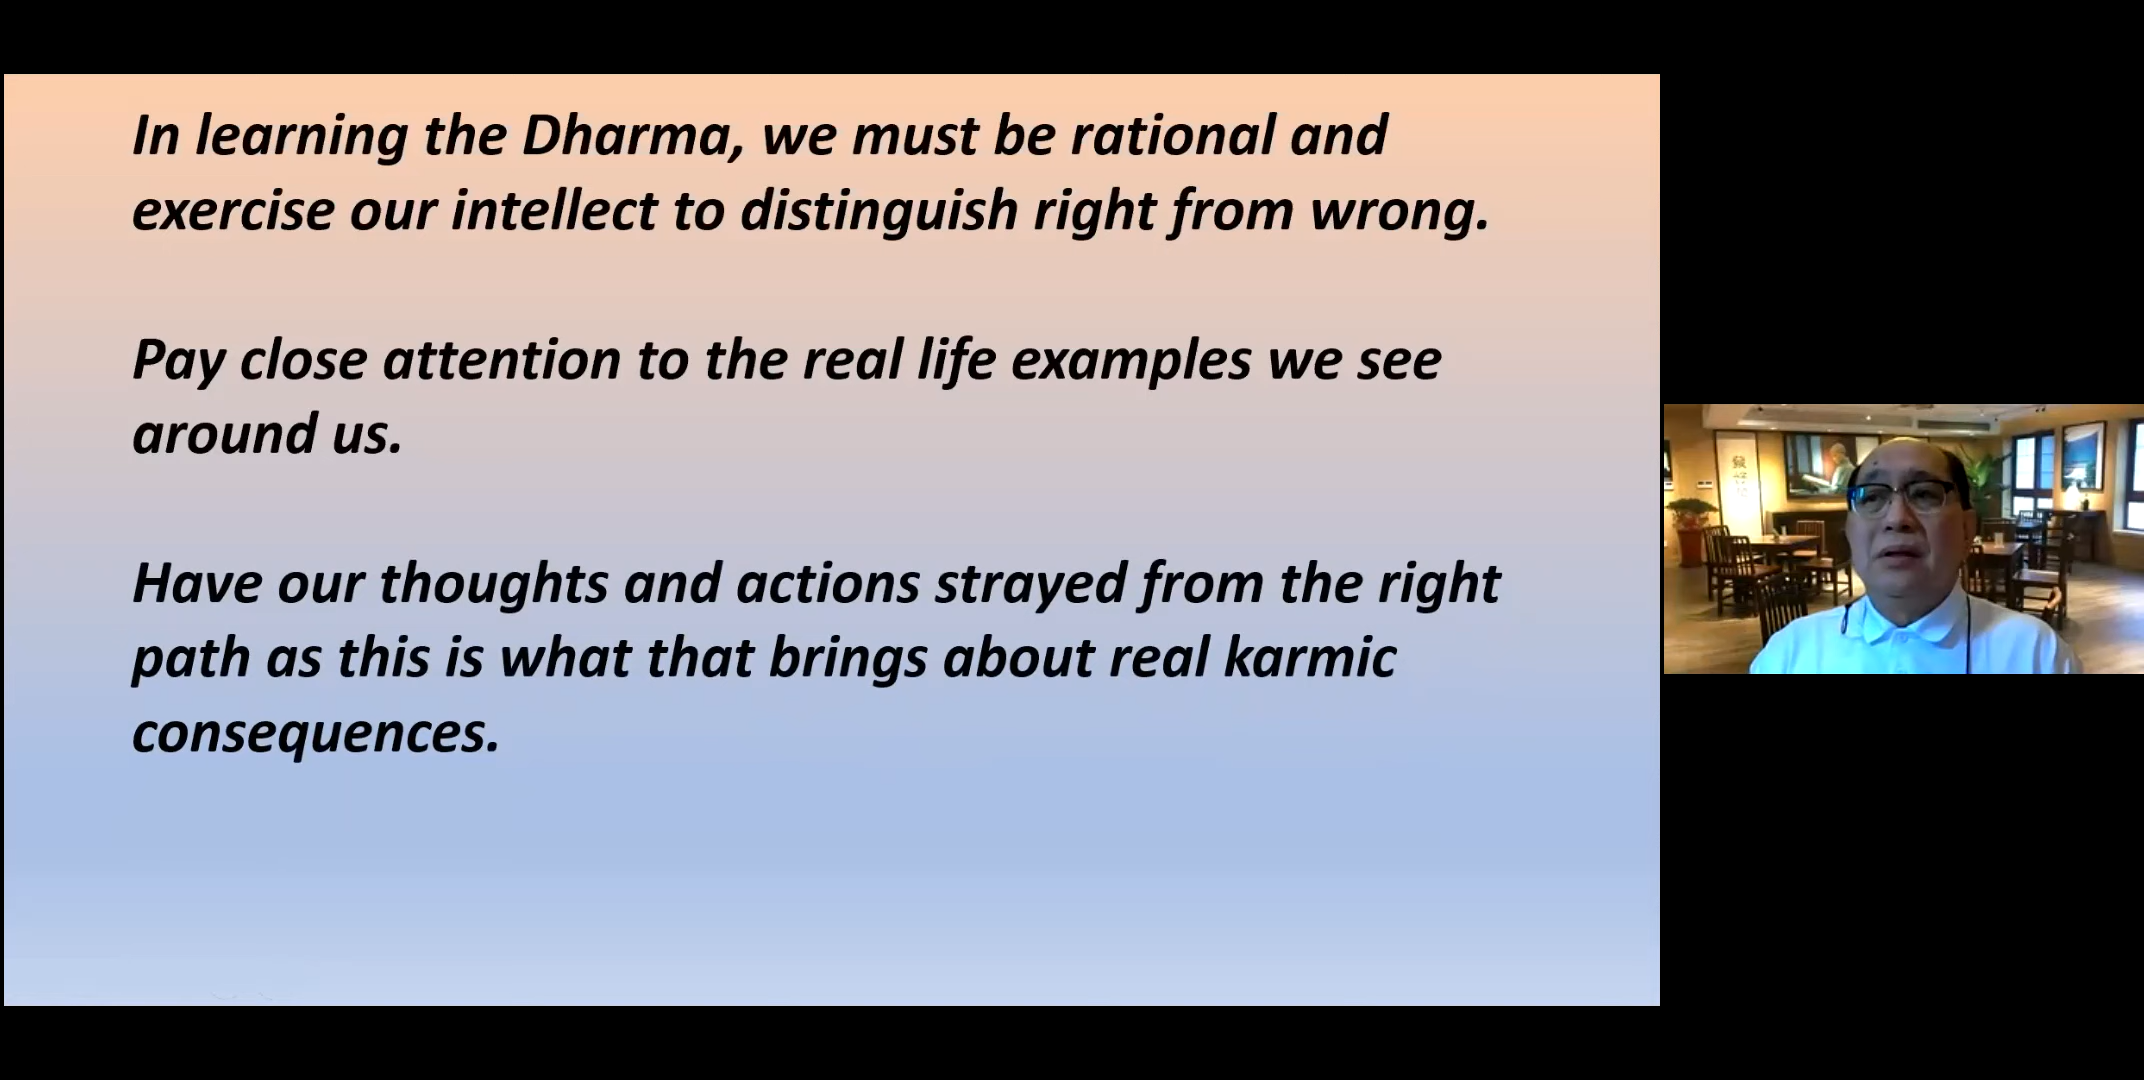 In learning the Dharma, we must be rational and
exercise our intellect to distinguish right from wrong.
Pay close attention to the real life examples we see
around us.
Have our thoughts and actions strayed from the right
path as this is what that brings about real karmic
consequences.